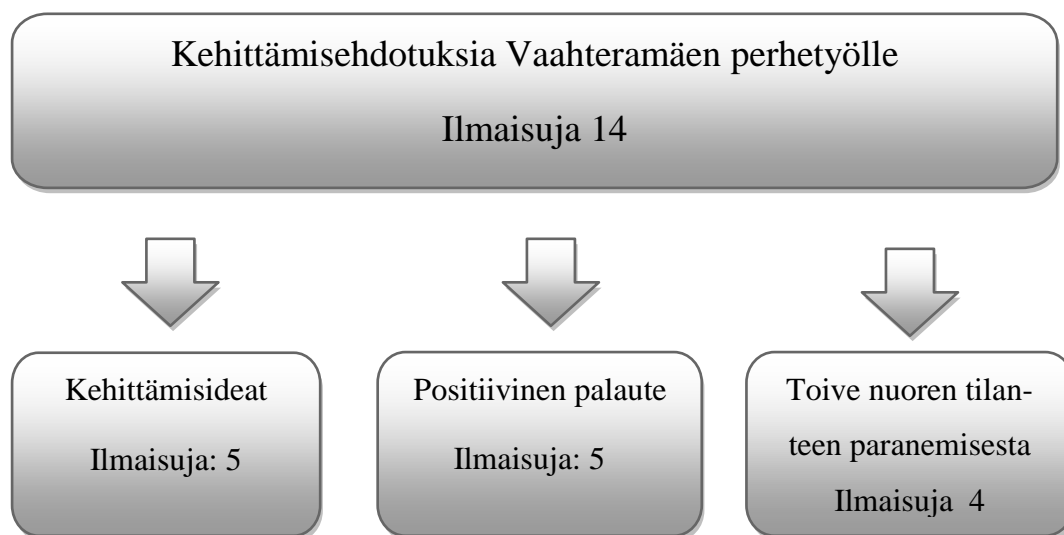 Kehittämisehdotuksia Vaahteramäen perhetyölle
Ilmaisuja 14
Kehittämisideat
Ilmaisuja: 5
Positiivinen palaute
Ilmaisuja: 5
Toive nuoren tilan-
teen paranemisesta
Ilmaisuja 4